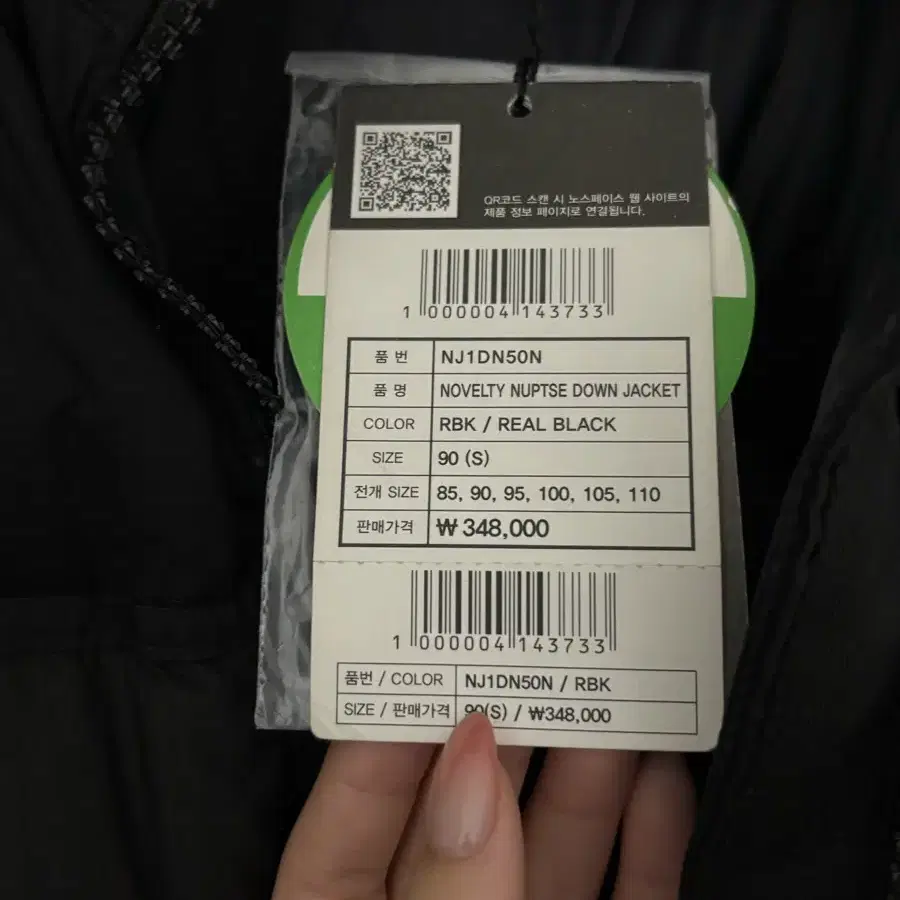 QR코드 스캔 시 노스페이스 웹 사이트의
제품 정보 페이지로 연결됩니다.
1 000004 143733
품 번 NJ1DN50N
품 명 NOVELTY NUPTSE DOWN JACKET
COLOR RBK / REAL BLACK
SIZE 90 (S)
전개 SIZE 85, 90, 95, 100, 105, 110
판매가격 ₩ 348,000
1 000004 143733
품번 / COLOR NJ1DN50N / RBK
SIZE / 판매가격 90(S) / ₩348,000